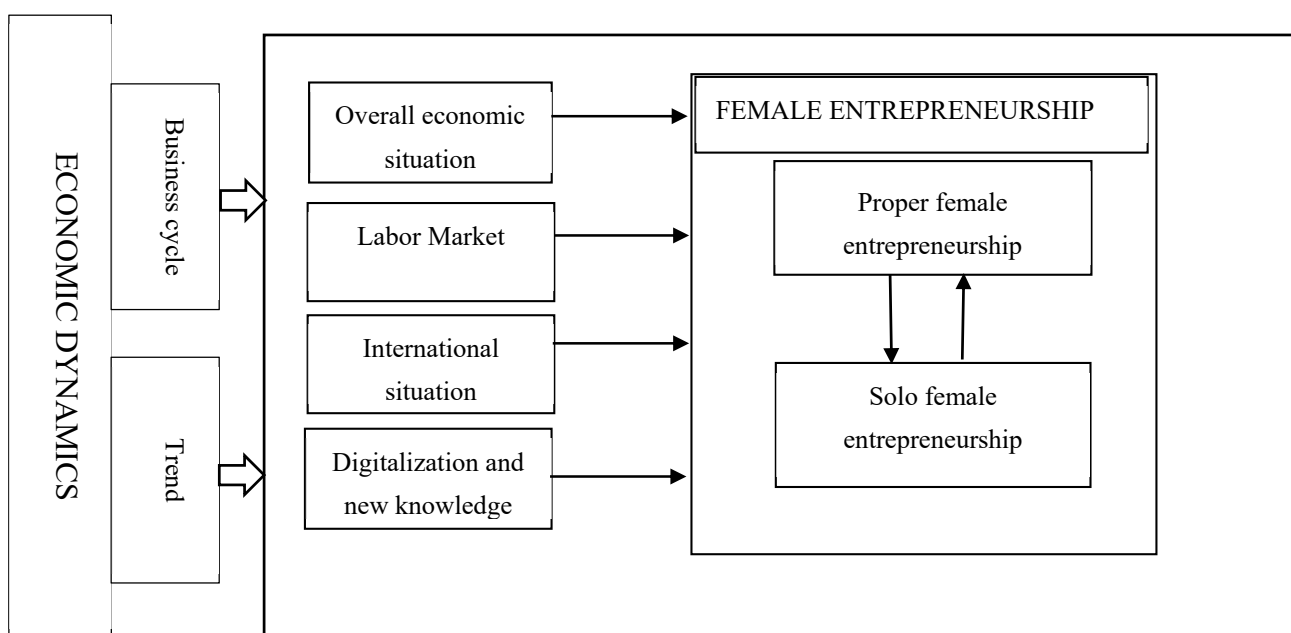 ECONOMIC DYNAMICS
Business cycle
Trend
Overall economic
situation
Labor Market
International
situation
Digitalization and
new knowledge
FEMALE ENTREPRENEURSHIP
Proper female
entrepreneurship
Solo female
entrepreneurship